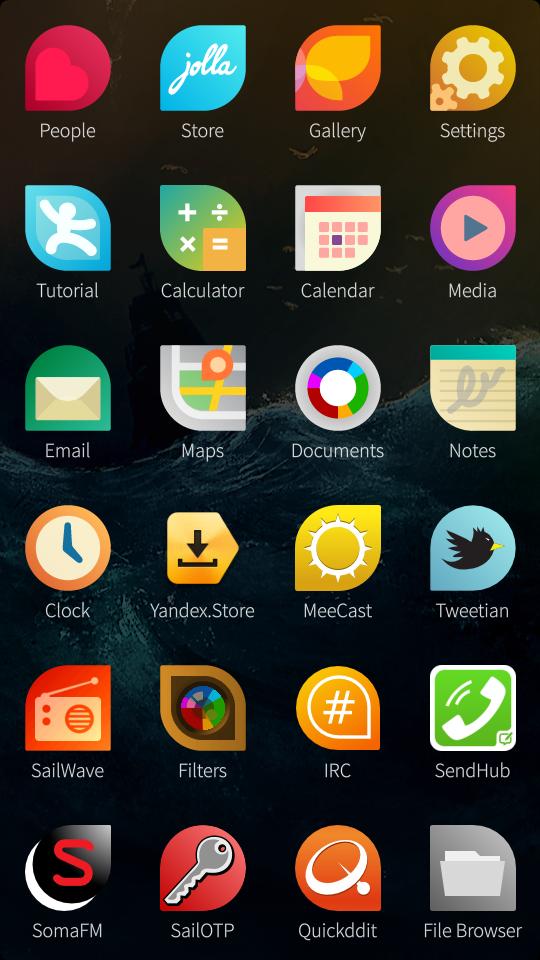 jolla
People Store Gallery Settings
Tutorial Calculator Calendar Media
Email Maps Documents Notes
Clock Yandex.Store MeeCast Tweetian
#
SailWave Filters IRC SendHub
S
SomaFM SailOTP Quickddit File Browser